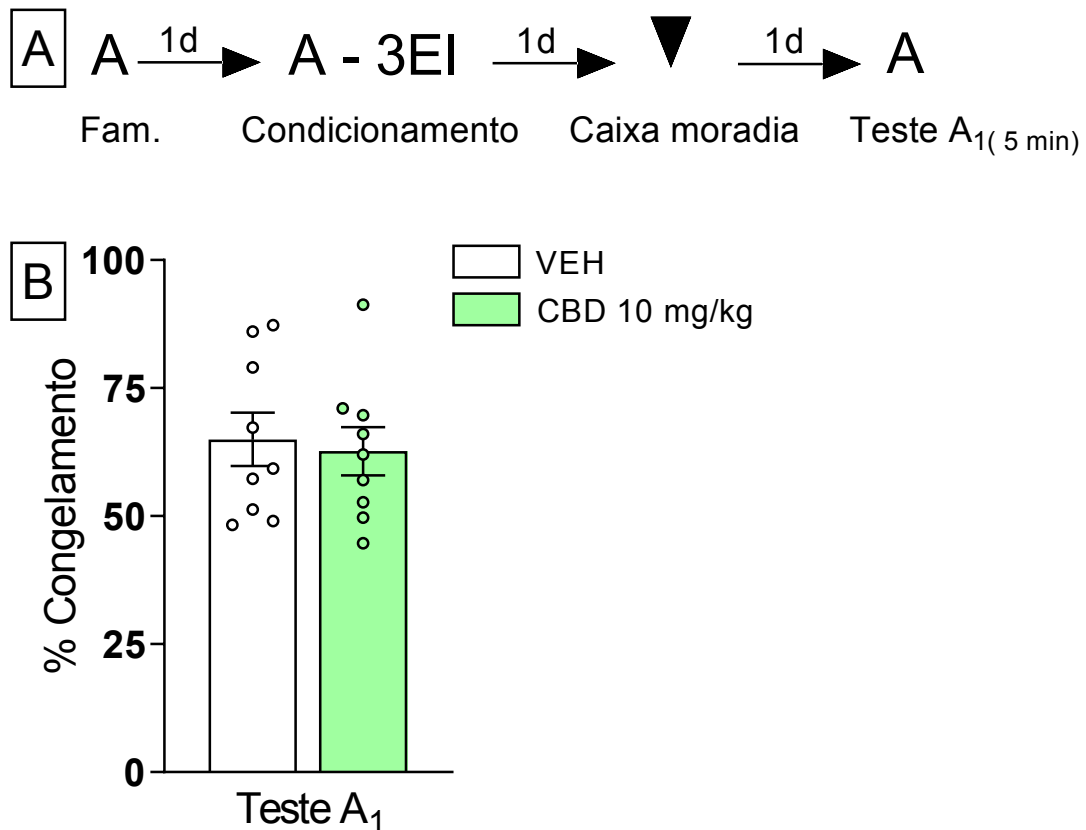 A
A 1d A - 3EI 1d 1d A
Fam. Condicionamento Caixa moradia Teste A1( 5 min)
B
100
75
50
25
0
% Congelamento
VEH
CBD 10 mg/kg
Teste A1